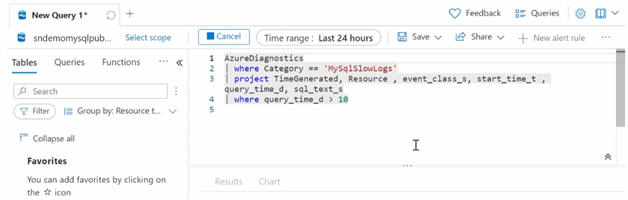 New Query 1*
Feedback
Queries
sndemomysqlpub...
Select scope
Cancel
Time range : Last 24 hours
Save
Share
New alert rule
Tables
Queries
Functions
...
Search
Filter
Group by: Resource t...
Collapse all
Favorites
You can add favorites by clicking on
the ☆ icon
1 AzureDiagnostics
2 | where Category == 'MySqlSlowLogs'
3 | project TimeGenerated, Resource , event_class_s, start_time_t ,
query_time_d, sql_text_s
4 | where query_time_d > 10
5
...
Results
Chart